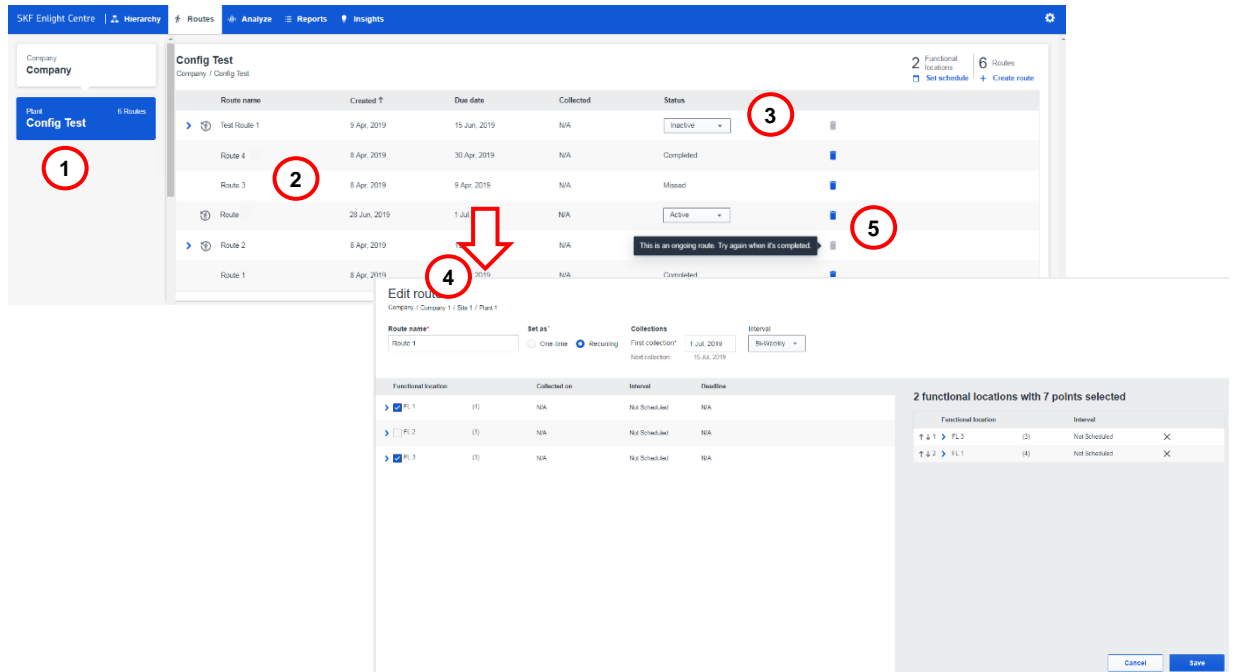 SKF Enlight Centre | Hierarchy Routes Analyze Reports Insights
Company
Company
Plant 6 Routes
Config Test
1
Config Test
Company / Config Test
2 Functional locations 6 Routes
Set schedule + Create route
Route name Created ↑ Due date Collected Status
Test Route 1 9 Apr, 2019 15 Jun, 2019 N/A Inactive
3
Route 4 8 Apr, 2019 30 Apr, 2019 N/A Completed
2
Route 3 8 Apr, 2019 9 Apr, 2019 N/A Missed
Route 28 Jun, 2019 1 Jul, N/A Active
5
Route 2 8 Apr, 2019 N/A This is an ongoing route. Try again when it's completed.
Route 1 8 Apr, 2019 2019 N/A Completed
4
Edit route
Company / Company 1 / Site 1 / Plant 1
Route name* Set as* Collections Interval
Route 1 One-time Recurring First collection* 1 Jul, 2019 Bi-Weekly
Next collection: 15 Jul, 2019
Functional location Collected on Interval Deadline
FL 1 (4) N/A Not Scheduled N/A
FL 2 (3) N/A Not Scheduled N/A
FL 3 (3) N/A Not Scheduled N/A
2 functional locations with 7 points selected
Functional location Interval
↑ ↓ 1 FL 3 (3) Not Scheduled X
↑ ↓ 2 FL 1 (4) Not Scheduled X
Cancel Save